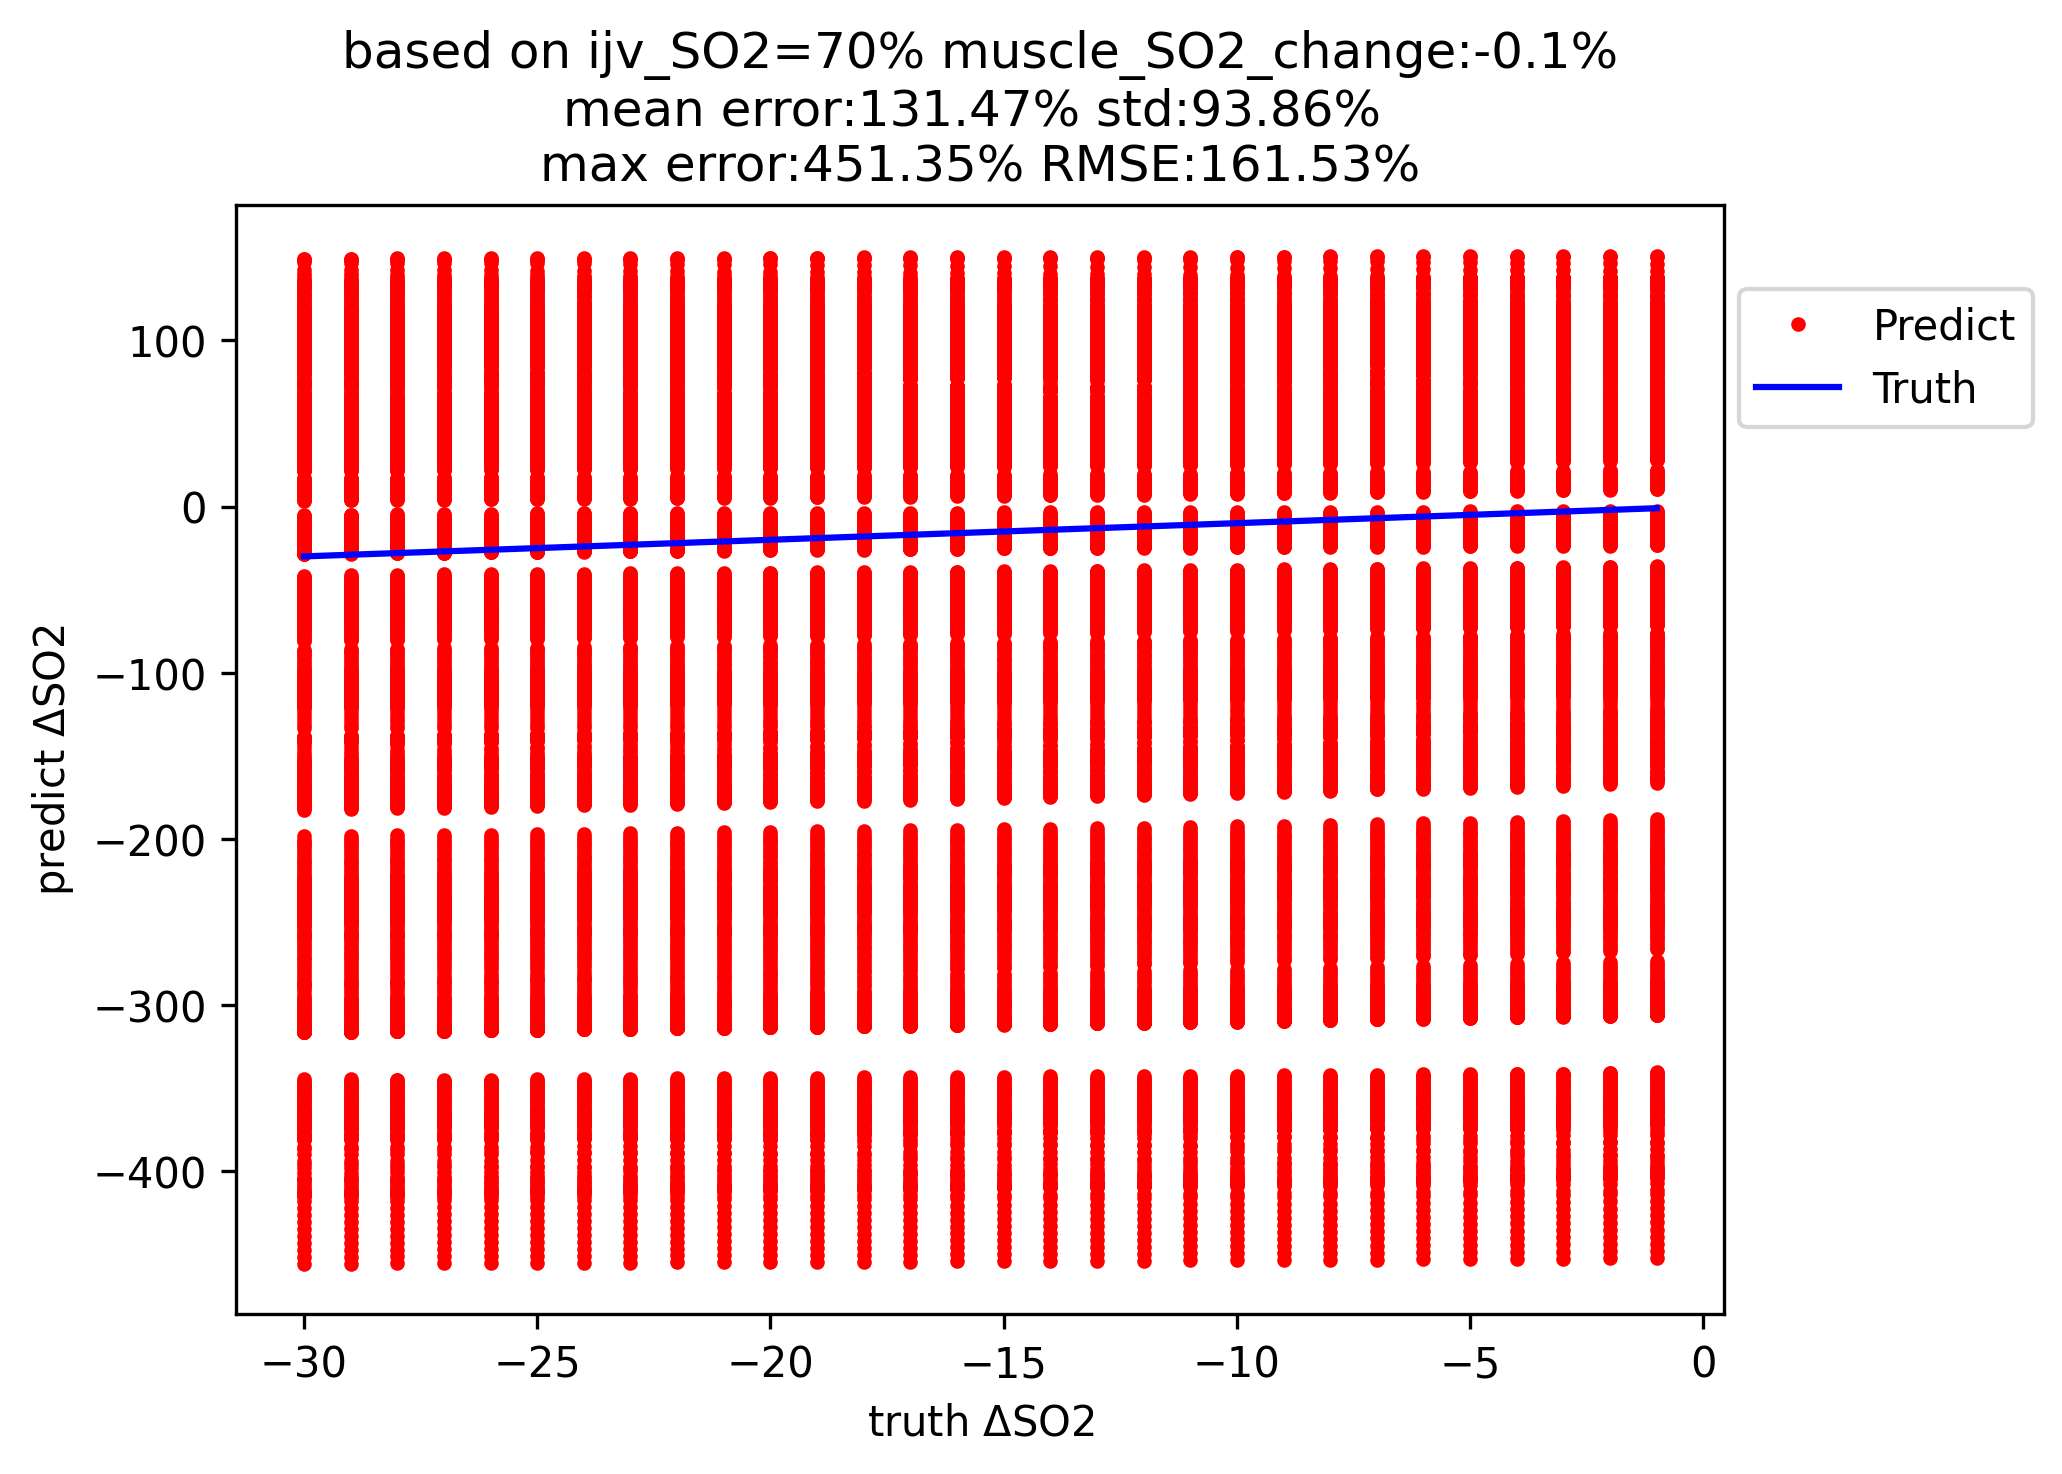 based on ijv_SO2=70% muscle_SO2_change:-0.1%
mean error:131.47% std:93.86%
max error:451.35% RMSE:161.53%
Predict
Truth
100
0
−100
−200
−300
−400
predict ΔSO2
−30
−25
−20
−15
−10
−5
0
truth ΔSO2